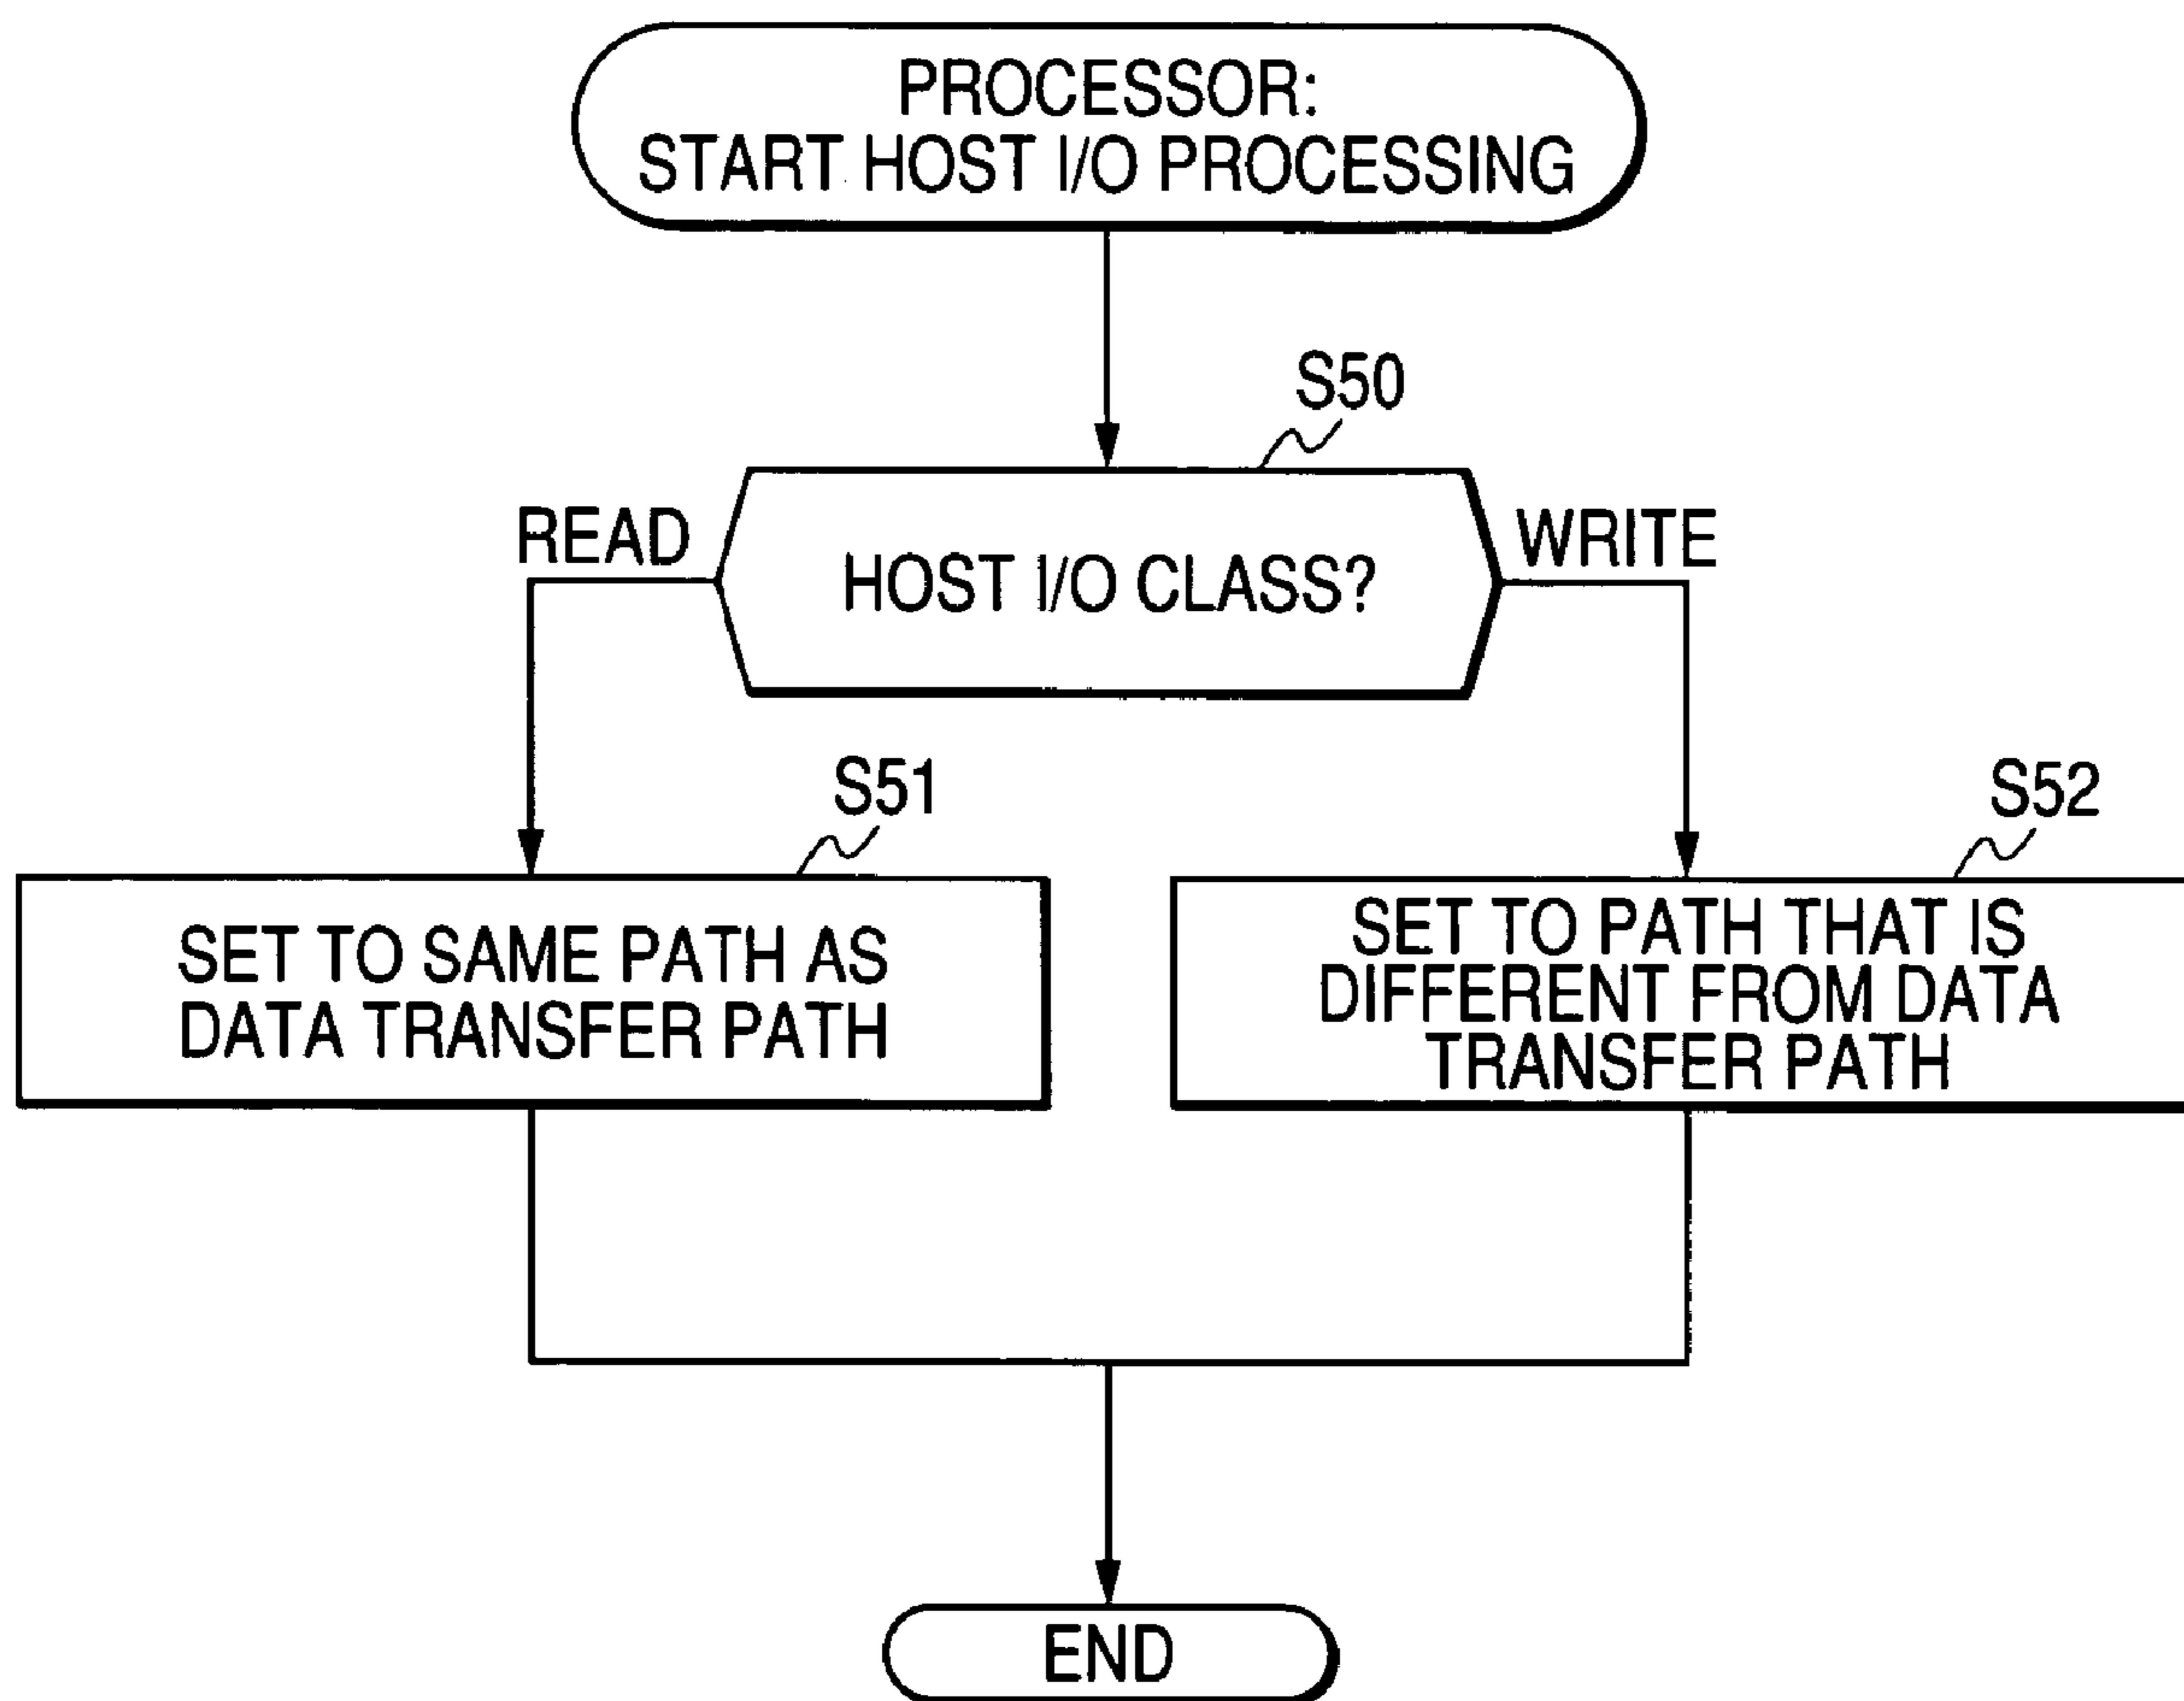 PROCESSOR:
START HOST I/O PROCESSING
S50
READ
HOST I/O CLASS?
WRITE
S51
S52
SET TO SAME PATH AS
DATA TRANSFER PATH
SET TO PATH THAT IS
DIFFERENT FROM DATA
TRANSFER PATH
END